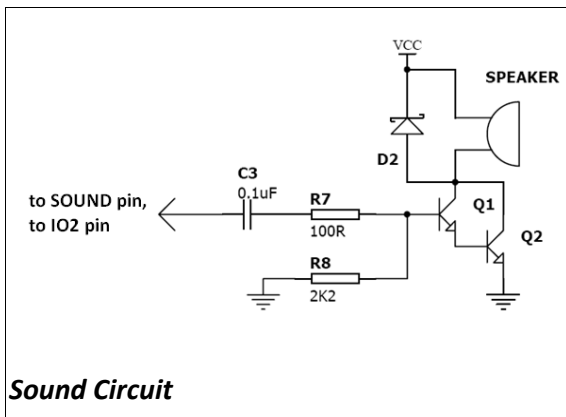 VCC
SPEAKER
D2
C3
0.1uF
to SOUND pin,
to IO2 pin
R7
100R
Q1
Q2
R8
2K2
Sound Circuit